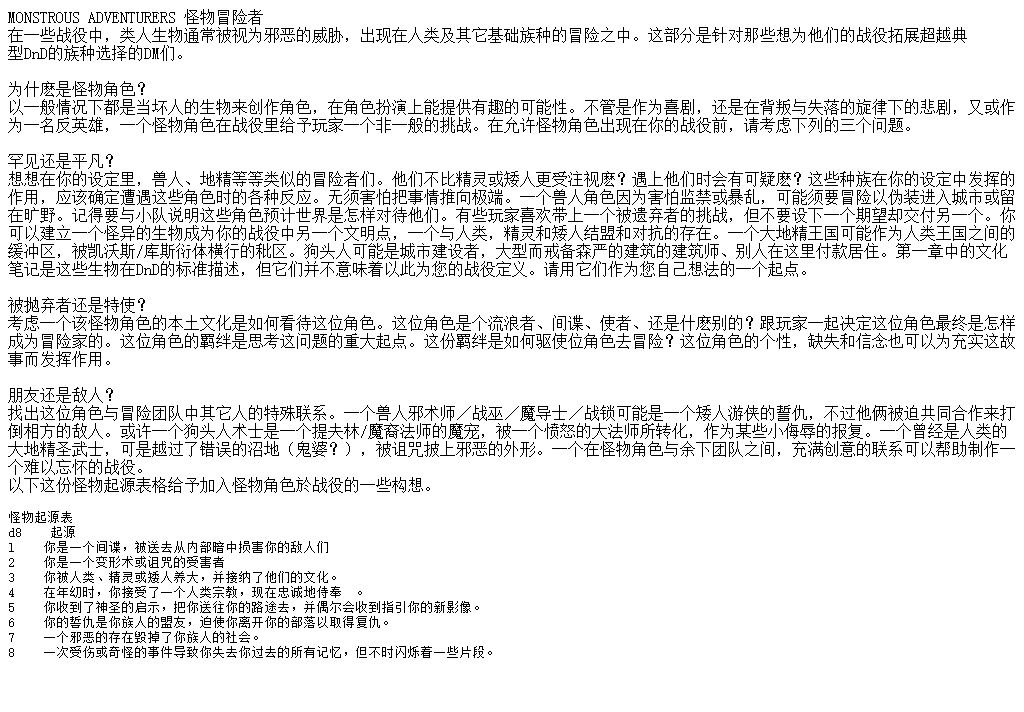 MONSTROUS ADVENTURERS 怪物冒险者
在一些战役中，类人生物通常被视为邪恶的威胁，出现在人类及其它基础族种的冒险之中。这部分是针对那些想为他们的战役拓展超越典
型DnD的族种选择的DM们。
为什麽是怪物角色？
以一般情况下都是当坏人的生物来创作角色，在角色扮演上能提供有趣的可能性。不管是作为喜剧，还是在背叛与失落的旋律下的悲剧，又或作
为一名反英雄，一个怪物角色在战役里给予玩家一个非一般的挑战。在允许怪物角色出现在你的战役前，请考虑下列的三个问题。
罕见还是平凡？
想想在你的设定里，兽人、地精等等类似的冒险者们。他们不比精灵或矮人更受注视麽？遇上他们时会有可疑麽？这些种族在你的设定中发挥的
作用，应该确定遭遇这些角色时的各种反应。无须害怕把事情推向极端。一个兽人角色因为害怕监禁或暴乱，可能须要冒险以伪装进入城市或留
在旷野。记得要与小队说明这些角色预计世界是怎样对待他们。有些玩家喜欢带上一个被遗弃者的挑战，但不要设下一个期望却交付另一个。你
可以建立一个怪异的生物成为你的战役中另一个文明点，一个与人类，精灵和矮人结盟和对抗的存在。一个大地精王国可能作为人类王国之间的
缓冲区，被凯沃斯/库斯衍体横行的秕区。狗头人可能是城市建设者，大型而戒备森严的建筑的建筑师、别人在这里付款居住。第一章中的文化
笔记是这些生物在DnD的标准描述，但它们并不意味着以此为您的战役定义。请用它们作为您自己想法的一个起点。
被抛弃者还是特使？
考虑一个该怪物角色的本土文化是如何看待这位角色。这位角色是个流浪者、间谍、使者、还是什麽别的？跟玩家一起决定这位角色最终是怎样
成为冒险家的。这位角色的羁绊是思考这问题的重大起点。这份羁绊是如何驱使位角色去冒险？这位角色的个性，缺失和信念也可以为充实这故
事而发挥作用。
朋友还是敌人？
找出这位角色与冒险团队中其它人的特殊联系。一个兽人邪术师／战巫／魔导士／战锁可能是一个矮人游侠的誓仇，不过他俩被迫共同合作来打
倒相方的敌人。或许一个狗头人术士是一个提夫林/魔裔法师的魔宠，被一个愤怒的大法师所转化，作为某些小侮辱的报复。一个曾经是人类的
大地精圣武士，可是越过了错误的沼地（鬼婆？），被诅咒披上邪恶的外形。一个在怪物角色与余下团队之间，充满创意的联系可以帮助制作一
个难以忘怀的战役。
以下这份怪物起源表格给予加入怪物角色於战役的一些构想。
怪物起源表
d8 起源
1 你是一个间谍，被送去从内部暗中损害你的敌人们
2 你是一个变形术或诅咒的受害者
3 你被人类、精灵或矮人养大，并接纳了他们的文化。
4 在年幼时，你接受了一个人类宗教，现在忠诚地侍奉 。
5 你收到了神圣的启示，把你送往你的路途去，并偶尔会收到指引你的新影像。
6 你的誓仇是你族人的盟友，迫使你离开你的部落以取得复仇。
7 一个邪恶的存在毁掉了你族人的社会。
8 一次受伤或奇怪的事件导致你失去你过去的所有记忆，但不时闪烁着一些片段。